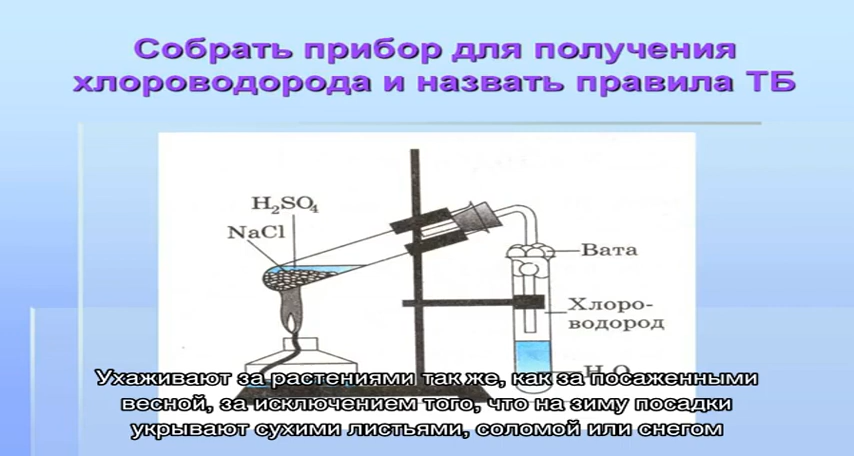 Собрать прибор для получения
хлороводорода и назвать правила ТБ
H₂SO₄
NaCl
Вата
Хлоро-
водород
H₂O
Ухаживают за растениями так же, как за посаженными
весной, за исключением того, что на зиму посадки
укрывают сухими листьями, соломой или снегом